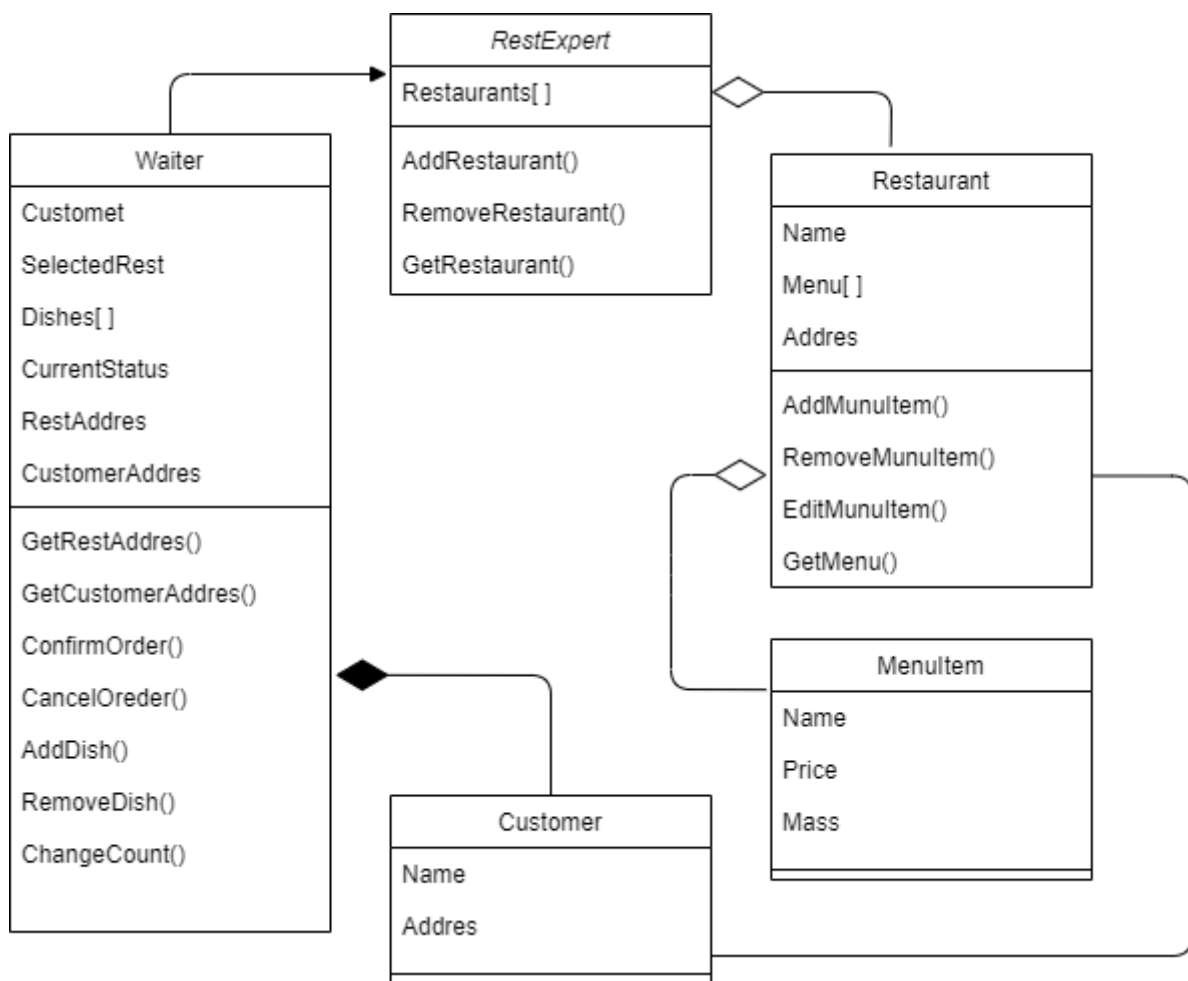 RestExpert
Restaurants[ ]
AddRestaurant()
RemoveRestaurant()
GetRestaurant()
Waiter
Customet
SelectedRest
Dishes[ ]
CurrentStatus
RestAddres
CustomerAddres
GetRestAddres()
GetCustomerAddres()
ConfirmOrder()
CancelOreder()
AddDish()
RemoveDish()
ChangeCount()
Restaurant
Name
Menu[ ]
Addres
AddMunuItem()
RemoveMunuItem()
EditMunuItem()
GetMenu()
MenuItem
Name
Price
Mass
Customer
Name
Addres